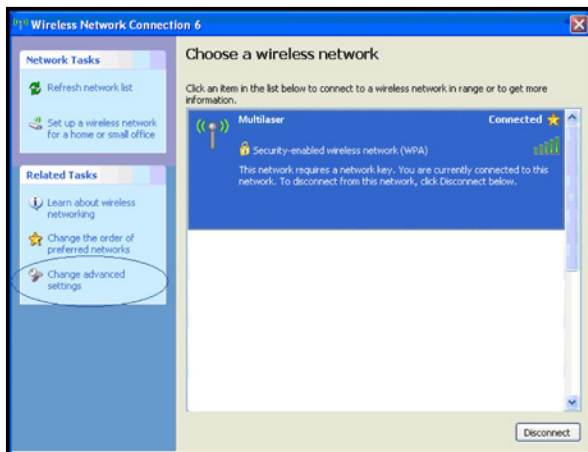 Wireless Network Connection 6
Network Tasks
Refresh network list
Set up a wireless network
for a home or small office
Related Tasks
Learn about wireless
networking
Change the order of
preferred networks
Change advanced
settings
Choose a wireless network
Click an item in the list below to connect to a wireless network in range or to get more
information.
Multilaser
Connected
Security-enabled wireless network (WPA)
This network requires a network key. You are currently connected to this
network. To disconnect from this network, click Disconnect below.
Disconnect